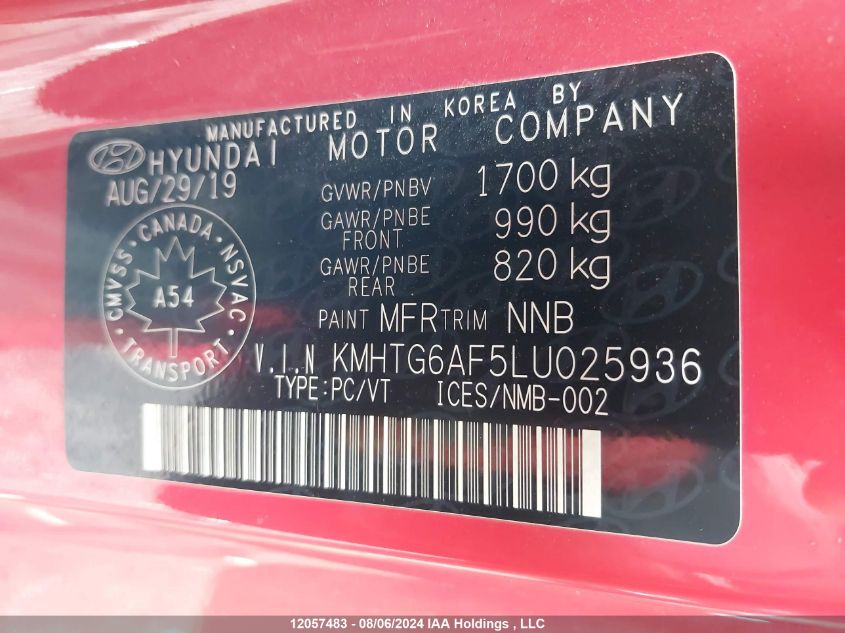 MANUFACTURED IN KOREA BY
HYUNDAI MOTOR COMPANY
AUG/29/19
GVWR/PNBV 1700 kg
GAWR/PNBE FRONT 990 kg
GAWR/PNBE REAR 820 kg
CANADA
CMVSS NSVAC
A54
TRANSPORT
PAINT MFR TRIM NNB
V.I.N KMHTG6AF5LU025936
TYPE:PC/VT ICES/NMB-002
12057483 - 08/06/2024 IAA Holdings , LLC